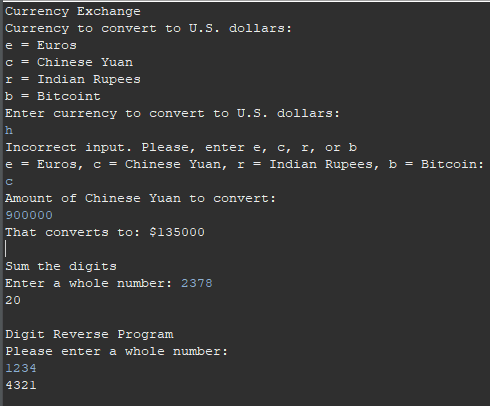 Currency Exchange
Currency to convert to U.S. dollars:
e = Euros
c = Chinese Yuan
r = Indian Rupees
b = Bitcoint
Enter currency to convert to U.S. dollars:
h
Incorrect input. Please, enter e, c, r, or b
e = Euros, c = Chinese Yuan, r = Indian Rupees, b = Bitcoin:
c
Amount of Chinese Yuan to convert:
900000
That converts to: $135000
Sum the digits
Enter a whole number: 2378
20
Digit Reverse Program
Please enter a whole number:
1234
4321